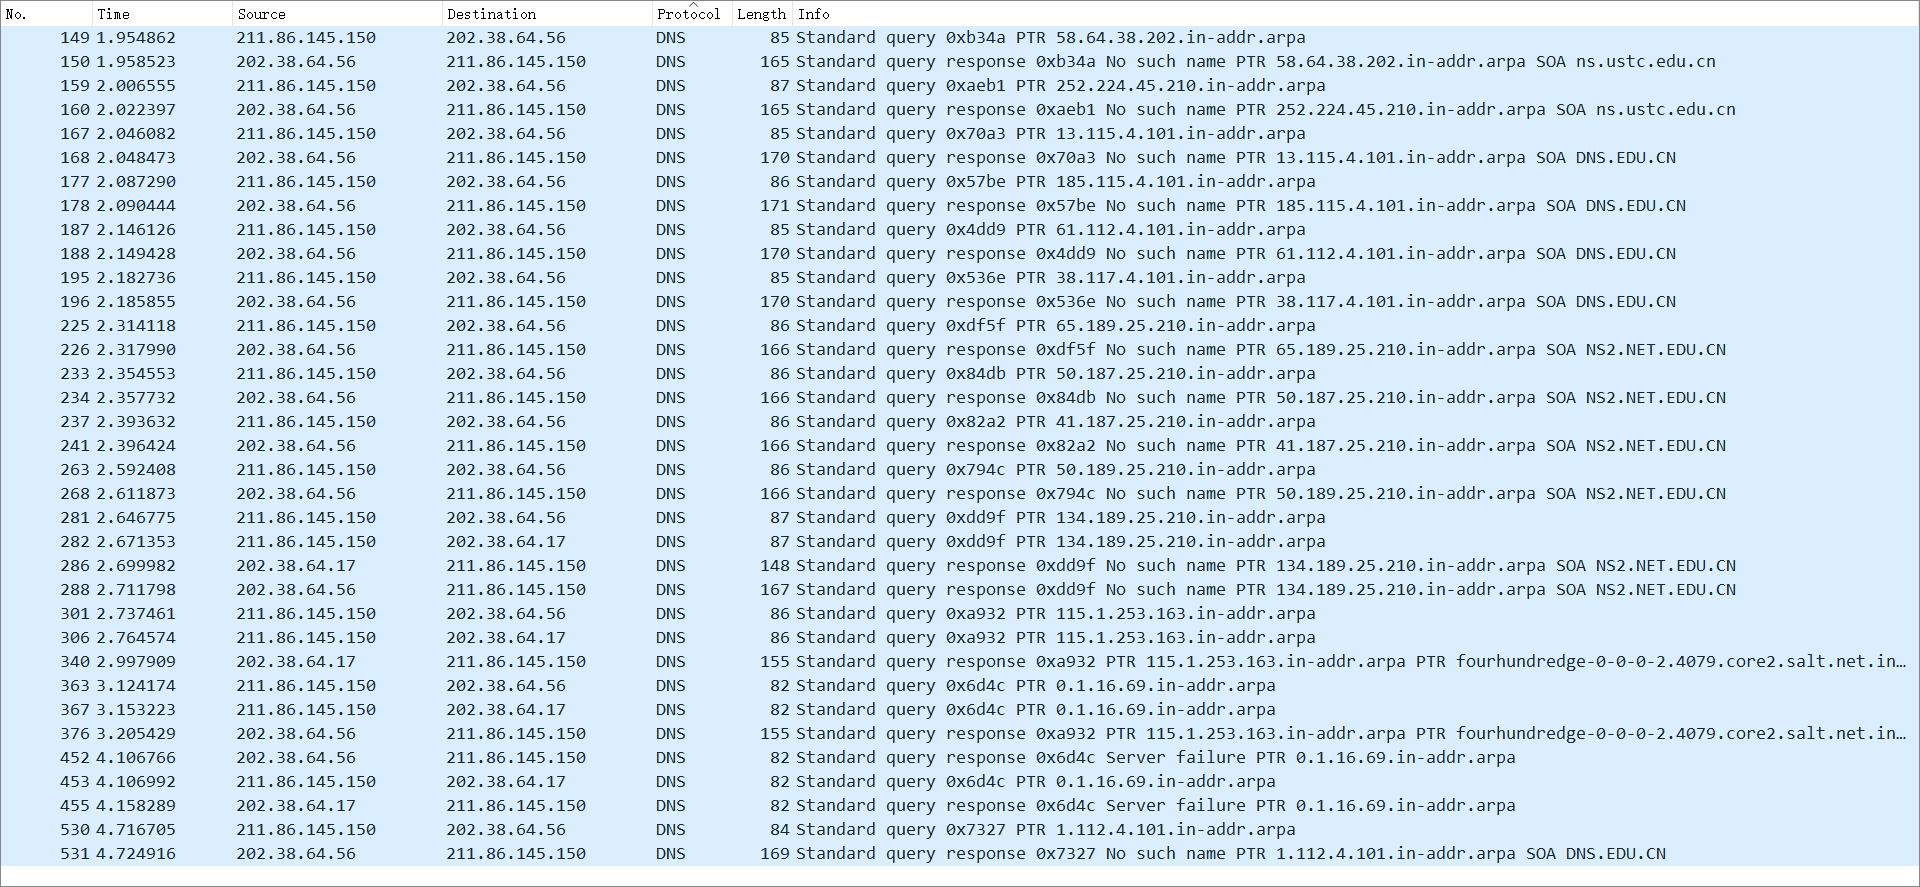 No. Time Source Destination Protocol Length Info
149 1.954862 211.86.145.150 202.38.64.56 DNS 85 Standard query 0xb34a PTR 58.64.38.202.in-addr.arpa
150 1.958523 202.38.64.56 211.86.145.150 DNS 165 Standard query response 0xb34a No such name PTR 58.64.38.202.in-addr.arpa SOA ns.ustc.edu.cn
159 2.006555 211.86.145.150 202.38.64.56 DNS 87 Standard query 0xaeb1 PTR 252.224.45.210.in-addr.arpa
160 2.022397 202.38.64.56 211.86.145.150 DNS 165 Standard query response 0xaeb1 No such name PTR 252.224.45.210.in-addr.arpa SOA ns.ustc.edu.cn
167 2.046082 211.86.145.150 202.38.64.56 DNS 85 Standard query 0x70a3 PTR 13.115.4.101.in-addr.arpa
168 2.048473 202.38.64.56 211.86.145.150 DNS 170 Standard query response 0x70a3 No such name PTR 13.115.4.101.in-addr.arpa SOA DNS.EDU.CN
177 2.087290 211.86.145.150 202.38.64.56 DNS 86 Standard query 0x57be PTR 185.115.4.101.in-addr.arpa
178 2.090444 202.38.64.56 211.86.145.150 DNS 171 Standard query response 0x57be No such name PTR 185.115.4.101.in-addr.arpa SOA DNS.EDU.CN
187 2.146126 211.86.145.150 202.38.64.56 DNS 85 Standard query 0x4dd9 PTR 61.112.4.101.in-addr.arpa
188 2.149428 202.38.64.56 211.86.145.150 DNS 170 Standard query response 0x4dd9 No such name PTR 61.112.4.101.in-addr.arpa SOA DNS.EDU.CN
195 2.182736 211.86.145.150 202.38.64.56 DNS 85 Standard query 0x536e PTR 38.117.4.101.in-addr.arpa
196 2.185855 202.38.64.56 211.86.145.150 DNS 170 Standard query response 0x536e No such name PTR 38.117.4.101.in-addr.arpa SOA DNS.EDU.CN
225 2.314118 211.86.145.150 202.38.64.56 DNS 86 Standard query 0xdf5f PTR 65.189.25.210.in-addr.arpa
226 2.317990 202.38.64.56 211.86.145.150 DNS 166 Standard query response 0xdf5f No such name PTR 65.189.25.210.in-addr.arpa SOA NS2.NET.EDU.CN
233 2.354553 211.86.145.150 202.38.64.56 DNS 86 Standard query 0x84db PTR 50.187.25.210.in-addr.arpa
234 2.357732 202.38.64.56 211.86.145.150 DNS 166 Standard query response 0x84db No such name PTR 50.187.25.210.in-addr.arpa SOA NS2.NET.EDU.CN
237 2.393632 211.86.145.150 202.38.64.56 DNS 86 Standard query 0x82a2 PTR 41.187.25.210.in-addr.arpa
241 2.396424 202.38.64.56 211.86.145.150 DNS 166 Standard query response 0x82a2 No such name PTR 41.187.25.210.in-addr.arpa SOA NS2.NET.EDU.CN
263 2.592408 211.86.145.150 202.38.64.56 DNS 86 Standard query 0x794c PTR 50.189.25.210.in-addr.arpa
268 2.611873 202.38.64.56 211.86.145.150 DNS 166 Standard query response 0x794c No such name PTR 50.189.25.210.in-addr.arpa SOA NS2.NET.EDU.CN
281 2.646775 211.86.145.150 202.38.64.56 DNS 87 Standard query 0xdd9f PTR 134.189.25.210.in-addr.arpa
282 2.671353 211.86.145.150 202.38.64.17 DNS 87 Standard query 0xdd9f PTR 134.189.25.210.in-addr.arpa
286 2.699982 202.38.64.17 211.86.145.150 DNS 148 Standard query response 0xdd9f No such name PTR 134.189.25.210.in-addr.arpa SOA NS2.NET.EDU.CN
288 2.711798 202.38.64.56 211.86.145.150 DNS 167 Standard query response 0xdd9f No such name PTR 134.189.25.210.in-addr.arpa SOA NS2.NET.EDU.CN
301 2.737461 211.86.145.150 202.38.64.56 DNS 86 Standard query 0xa932 PTR 115.1.253.163.in-addr.arpa
306 2.764574 211.86.145.150 202.38.64.17 DNS 86 Standard query 0xa932 PTR 115.1.253.163.in-addr.arpa
340 2.997909 202.38.64.17 211.86.145.150 DNS 155 Standard query response 0xa932 PTR 115.1.253.163.in-addr.arpa PTR fourhundredge-0-0-0-2.4079.core2.salt.net.in…
363 3.124174 211.86.145.150 202.38.64.56 DNS 82 Standard query 0x6d4c PTR 0.1.16.69.in-addr.arpa
367 3.153223 211.86.145.150 202.38.64.17 DNS 82 Standard query 0x6d4c PTR 0.1.16.69.in-addr.arpa
376 3.205429 202.38.64.56 211.86.145.150 DNS 155 Standard query response 0xa932 PTR 115.1.253.163.in-addr.arpa PTR fourhundredge-0-0-0-2.4079.core2.salt.net.in…
452 4.106766 202.38.64.56 211.86.145.150 DNS 82 Standard query response 0x6d4c Server failure PTR 0.1.16.69.in-addr.arpa
453 4.106992 211.86.145.150 202.38.64.17 DNS 82 Standard query 0x6d4c PTR 0.1.16.69.in-addr.arpa
455 4.158289 202.38.64.17 211.86.145.150 DNS 82 Standard query response 0x6d4c Server failure PTR 0.1.16.69.in-addr.arpa
530 4.716705 211.86.145.150 202.38.64.56 DNS 84 Standard query 0x7327 PTR 1.112.4.101.in-addr.arpa
531 4.724916 202.38.64.56 211.86.145.150 DNS 169 Standard query response 0x7327 No such name PTR 1.112.4.101.in-addr.arpa SOA DNS.EDU.CN